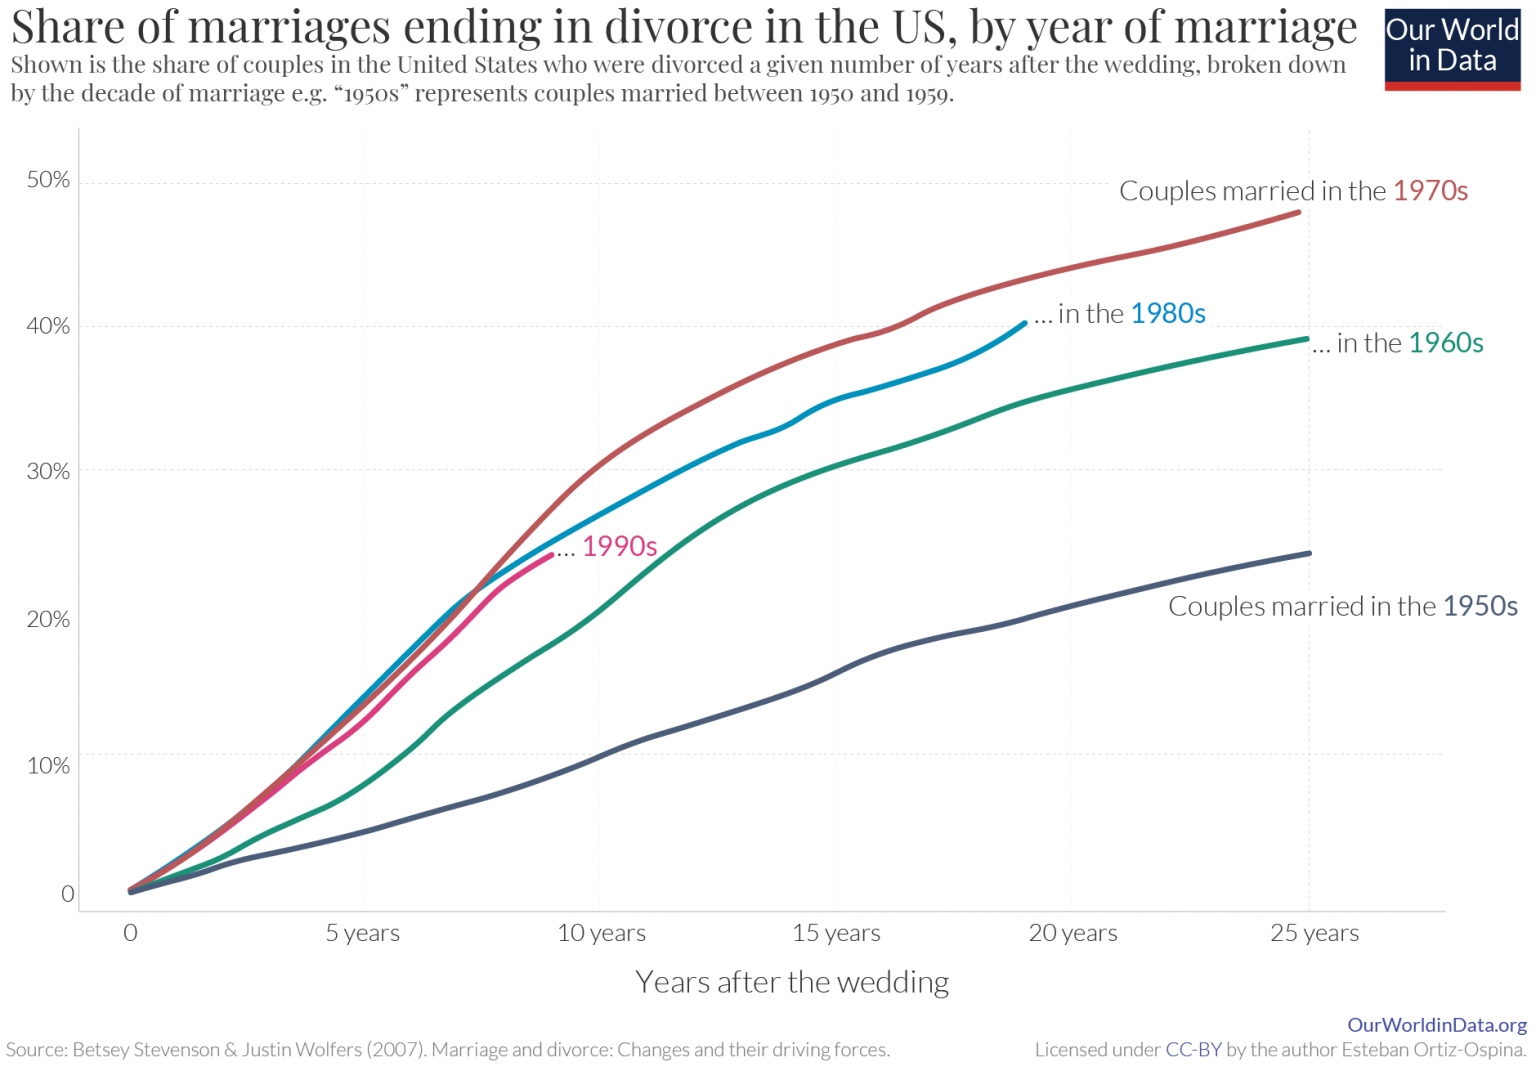 Share of marriages ending in divorce in the US, by year of marriage
Our World
in Data
Shown is the share of couples in the United States who were divorced a given number of years after the wedding, broken down
by the decade of marriage e.g. “1950s” represents couples married between 1950 and 1959.
50%
Couples married in the 1970s
40%
... in the 1980s
... in the 1960s
30%
... 1990s
20%
Couples married in the 1950s
10%
0
0
5 years
10 years
15 years
20 years
25 years
Years after the wedding
OurWorldinData.org
Source: Betsey Stevenson & Justin Wolfers (2007). Marriage and divorce: Changes and their driving forces.
Licensed under CC-BY by the author Esteban Ortiz-Ospina.